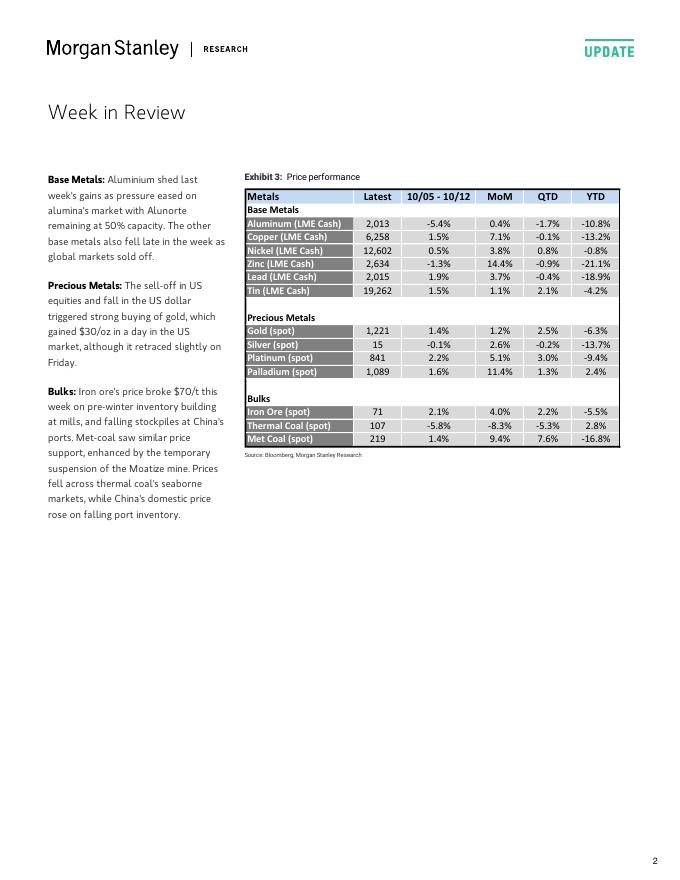 Morgan Stanley | RESEARCH
UPDATE
Week in Review
Base Metals: Aluminium shed last
week's gains as pressure eased on
alumina's market with Alunorte
remaining at 50% capacity. The other
base metals also fell late in the week as
global markets sold off.
Precious Metals: The sell-off in US
equities and fall in the US dollar
triggered strong buying of gold, which
gained $30/oz in a day in the US
market, although it retraced slightly on
Friday.
Bulks: Iron ore's price broke $70/t this
week on pre-winter inventory building
at mills, and falling stockpiles at China's
ports. Met-coal saw similar price
support, enhanced by the temporary
suspension of the Moatize mine. Prices
fell across thermal coal's seaborne
markets, while China's domestic price
rose on falling port inventory.
Exhibit 3: Price performance
Metals Latest 10/05 - 10/12 MoM QTD YTD
Base Metals
Aluminum (LME Cash) 2,013 -5.4% 0.4% -1.7% -10.8%
Copper (LME Cash) 6,258 1.5% 7.1% -0.1% -13.2%
Nickel (LME Cash) 12,602 0.5% 3.8% 0.8% -0.8%
Zinc (LME Cash) 2,634 -1.3% 14.4% -0.9% -21.1%
Lead (LME Cash) 2,015 1.9% 3.7% -0.4% -18.9%
Tin (LME Cash) 19,262 1.5% 1.1% 2.1% -4.2%
Precious Metals
Gold (spot) 1,221 1.4% 1.2% 2.5% -6.3%
Silver (spot) 15 -0.1% 2.6% -0.2% -13.7%
Platinum (spot) 841 2.2% 5.1% 3.0% -9.4%
Palladium (spot) 1,089 1.6% 11.4% 1.3% 2.4%
Bulks
Iron Ore (spot) 71 2.1% 4.0% 2.2% -5.5%
Thermal Coal (spot) 107 -5.8% -8.3% -5.3% 2.8%
Met Coal (spot) 219 1.4% 9.4% 7.6% -16.8%
Source: Bloomberg, Morgan Stanley Research
2